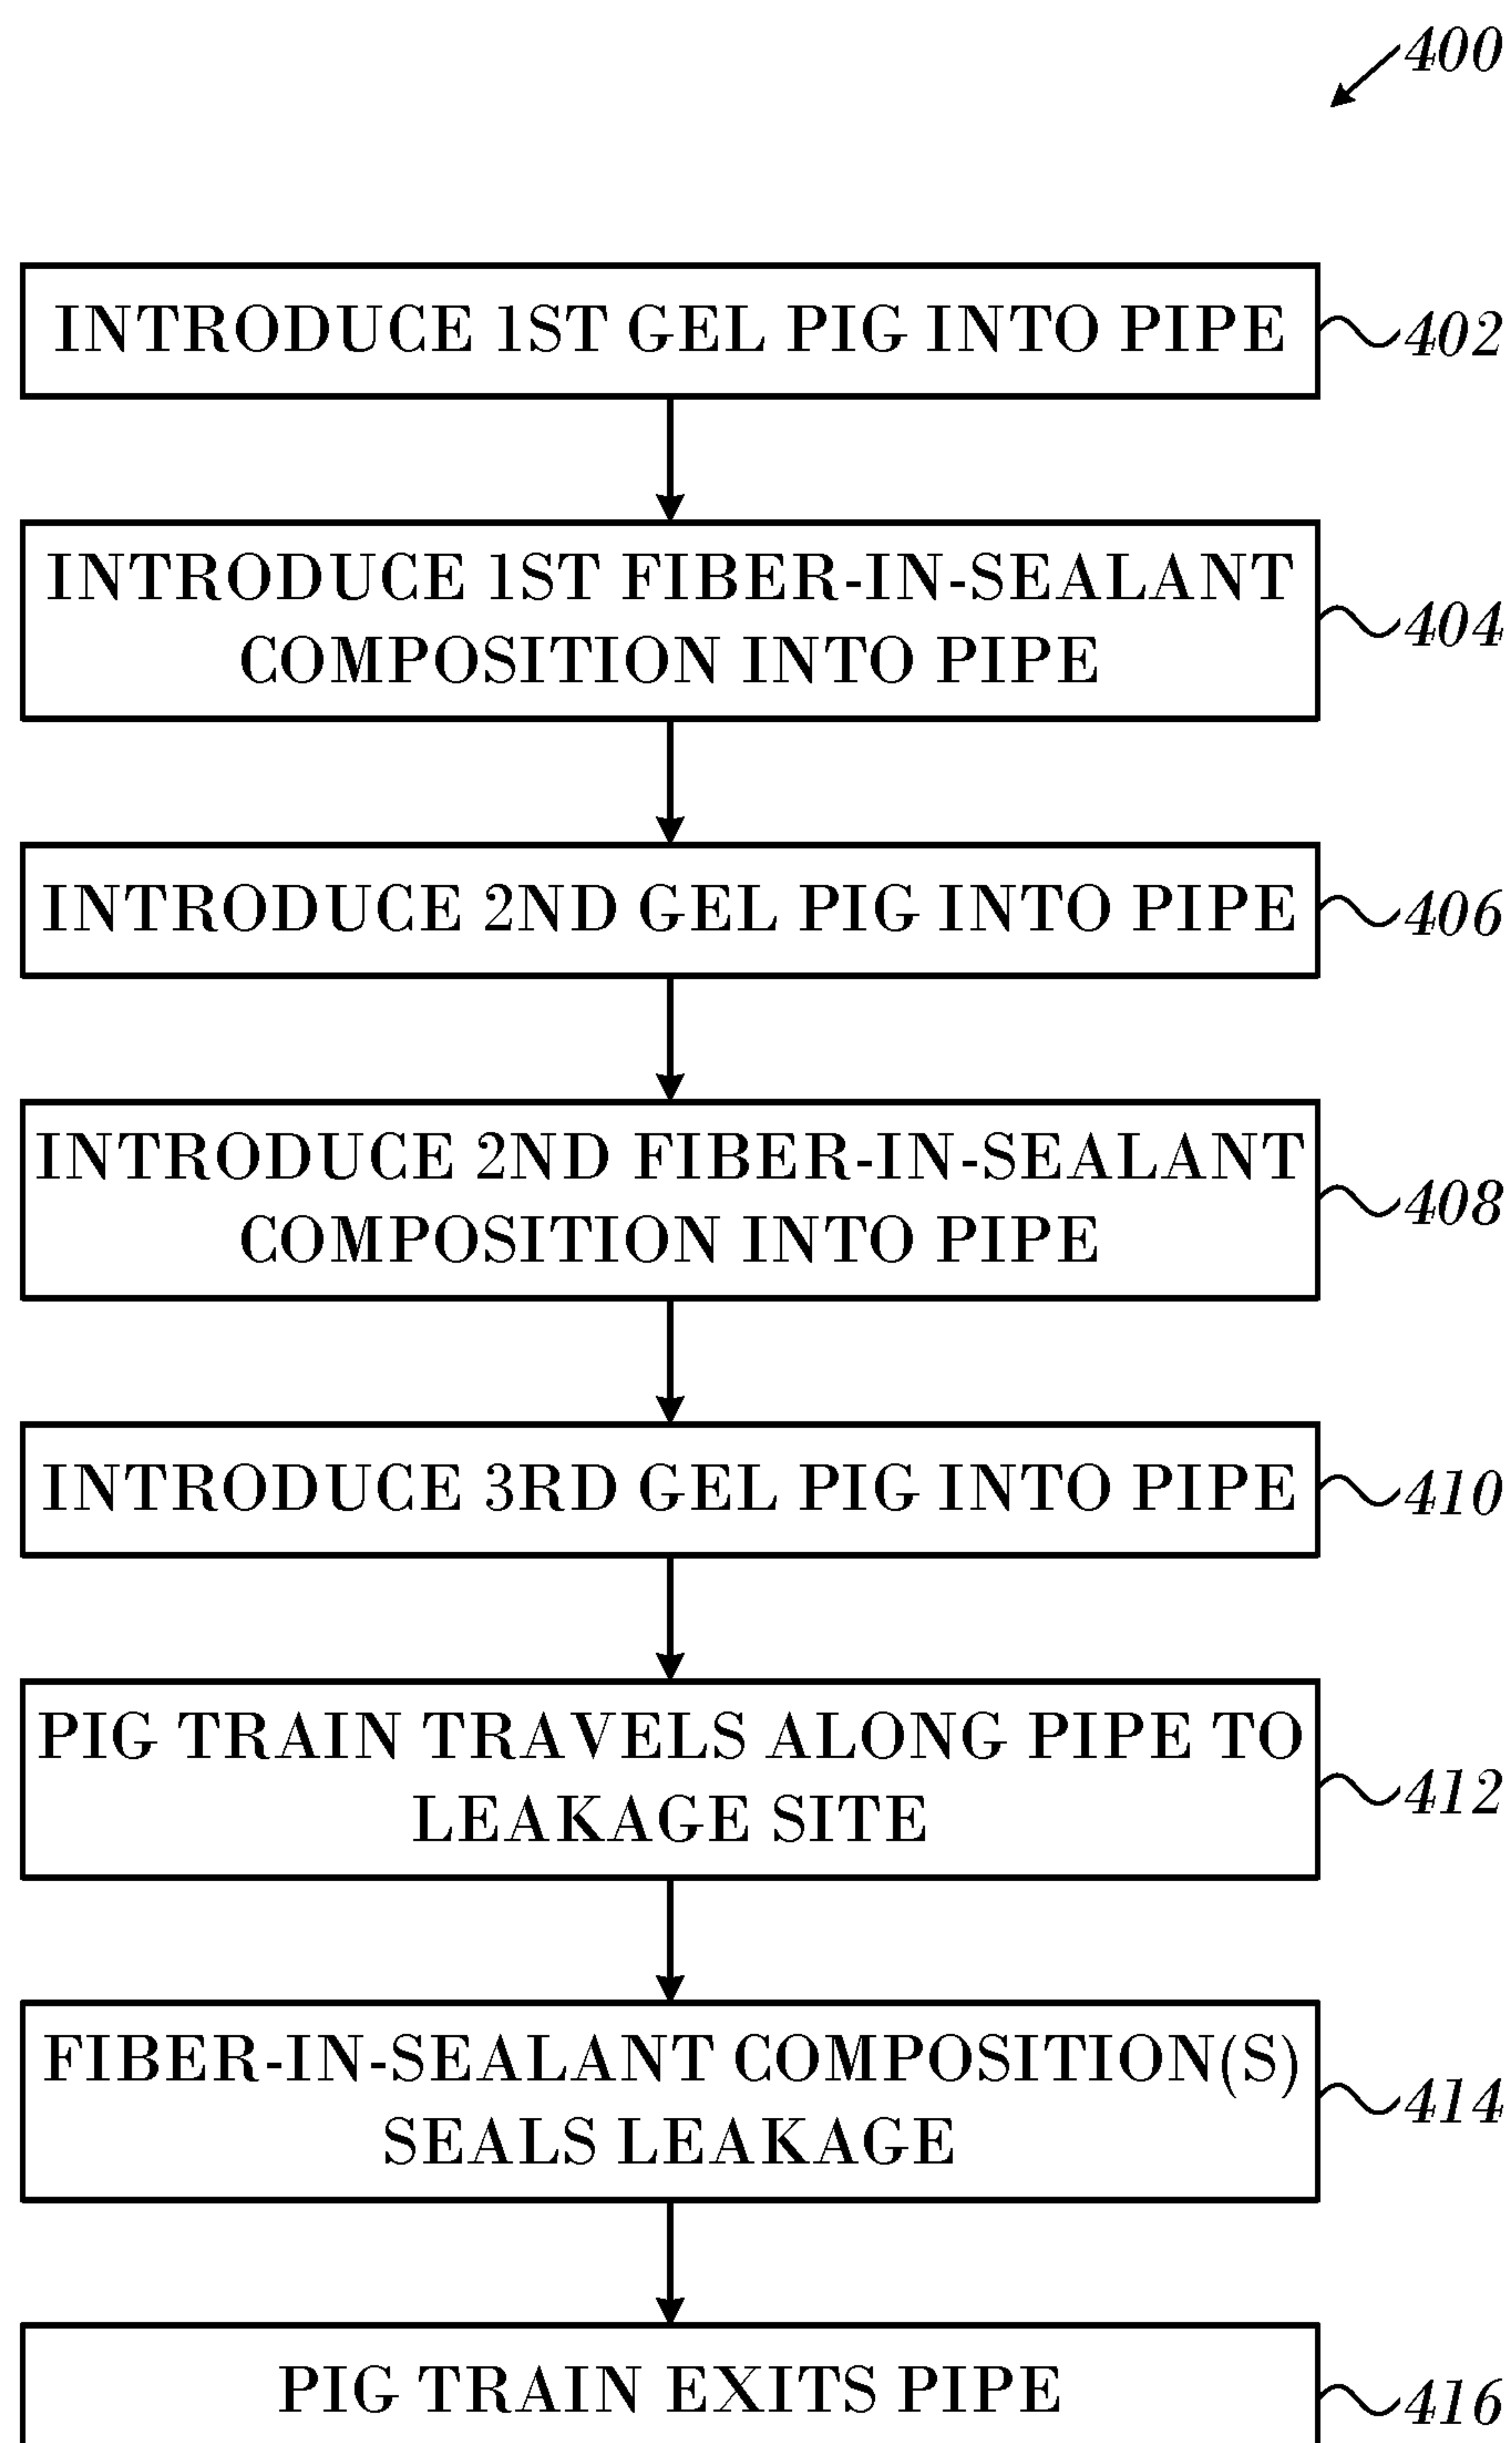 400
INTRODUCE 1ST GEL PIG INTO PIPE
402
INTRODUCE 1ST FIBER-IN-SEALANT
COMPOSITION INTO PIPE
404
INTRODUCE 2ND GEL PIG INTO PIPE
406
INTRODUCE 2ND FIBER-IN-SEALANT
COMPOSITION INTO PIPE
408
INTRODUCE 3RD GEL PIG INTO PIPE
410
PIG TRAIN TRAVELS ALONG PIPE TO
LEAKAGE SITE
412
FIBER-IN-SEALANT COMPOSITION(S)
SEALS LEAKAGE
414
PIG TRAIN EXITS PIPE
416